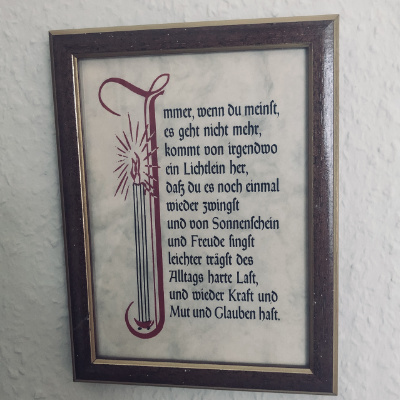 Immer, wenn du meinst,
es geht nicht mehr,
kommt von irgendwo
ein Lichtlein her,
daß du es noch einmal
wieder zwingst
und von Sonnenschein
und Freude singst
leichter trägst des
Alltags harte Last,
und wieder Kraft und
Mut und Glauben hast.